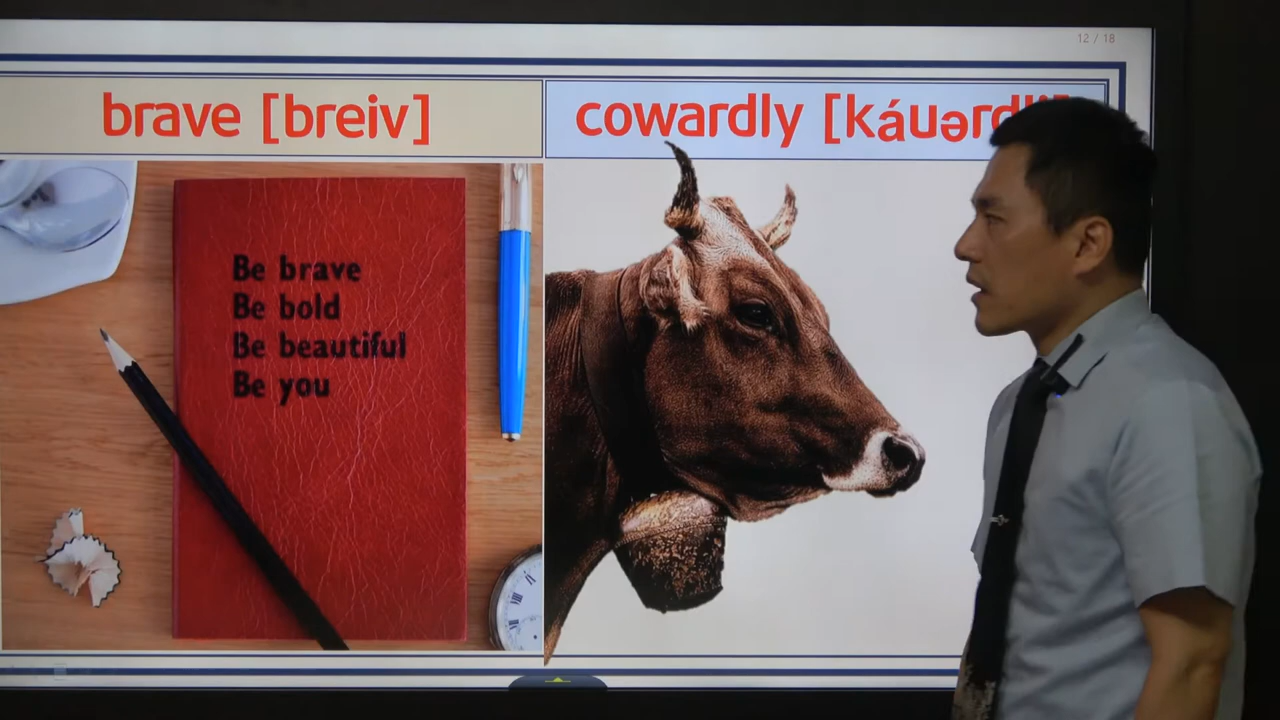 12 / 18
brave [breiv]
cowardly [káuərd
Be brave
Be bold
Be beautiful
Be you